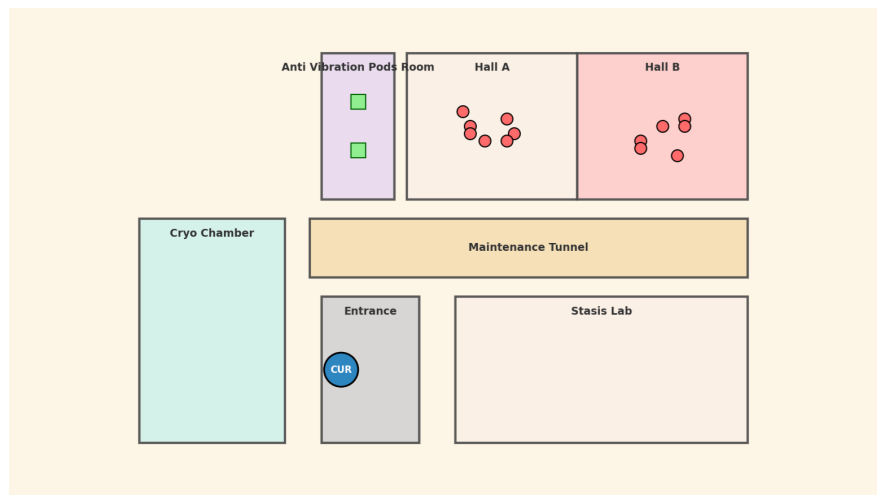 Anti Vibration Pods Room
Hall A
Hall B
Cryo Chamber
Maintenance Tunnel
Entrance
Stasis Lab
CUR